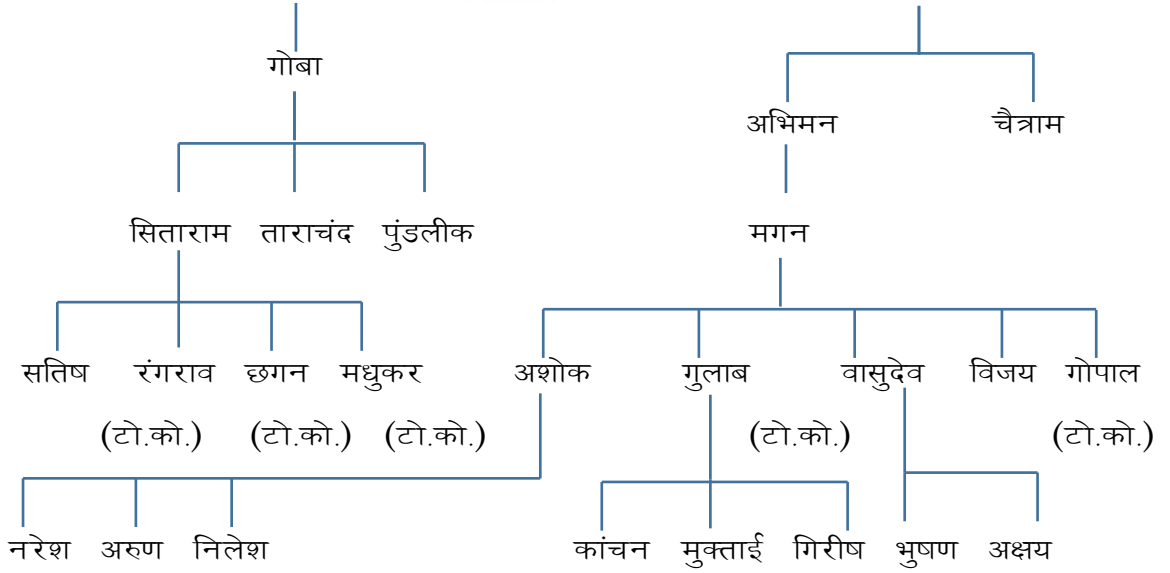 गोबा
अभिमन चैत्राम
सिताराम ताराचंद पुंडलीक मगन
सतिष रंगराव छगन मधुकर अशोक गुलाब वासुदेव विजय गोपाल
(टो.को.) (टो.को.) (टो.को.) (टो.को.) (टो.को.)
नरेश अरुण निलेश कांचन मुक्ताई गिरीष भुषण अक्षय